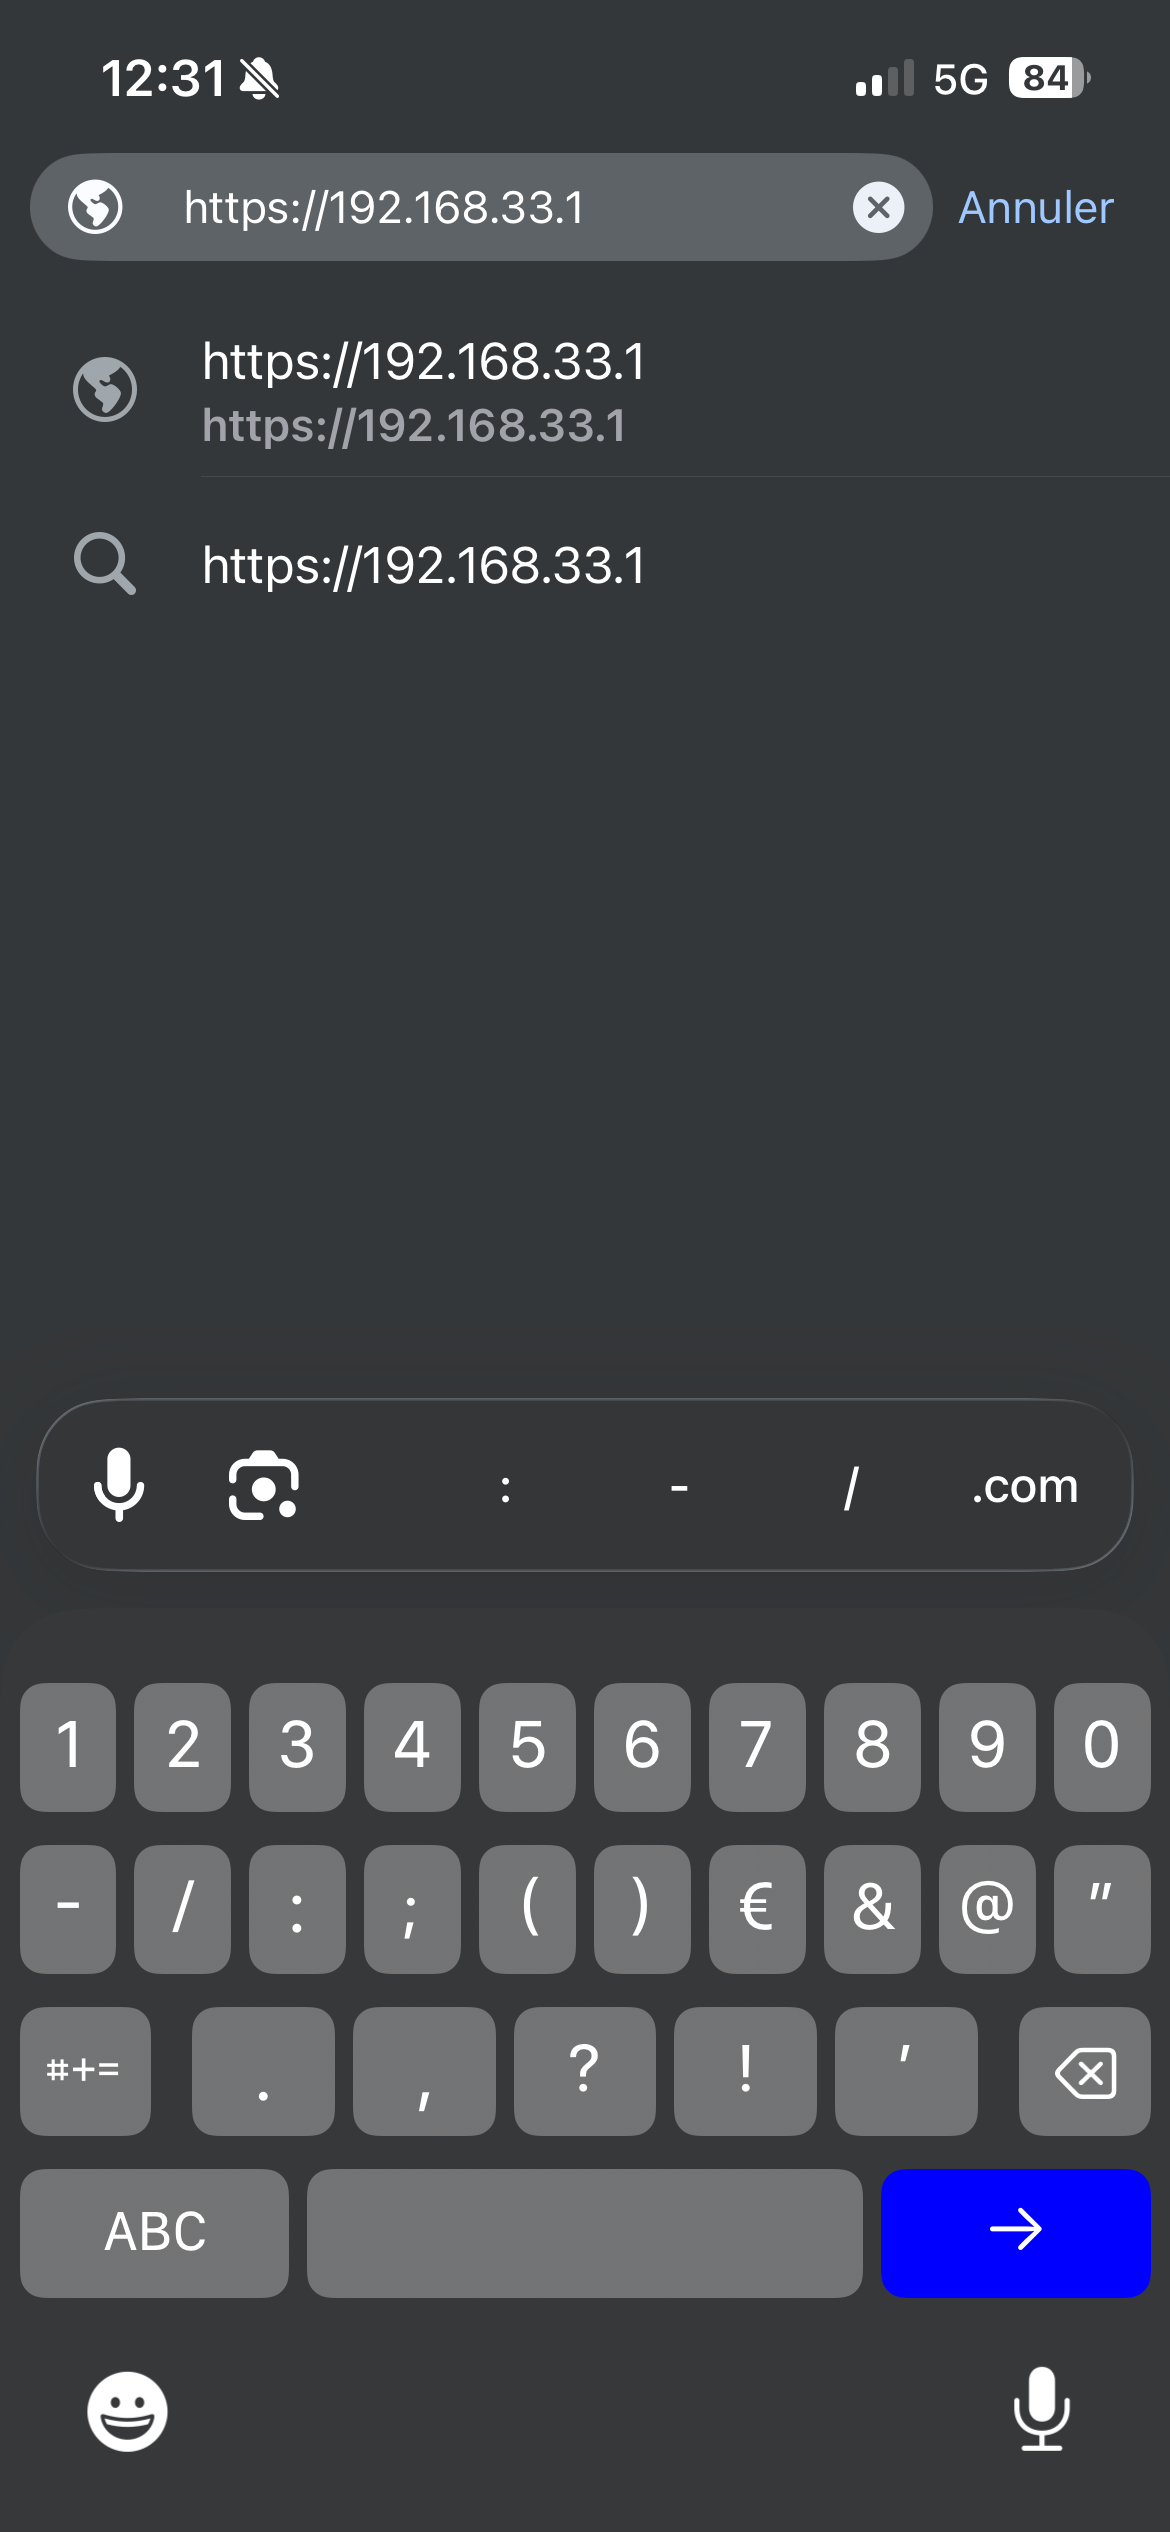 12:31 5G 84
https://192.168.33.1 Annuler
https://192.168.33.1
https://192.168.33.1
https://192.168.33.1
: - / .com
1 2 3 4 5 6 7 8 9 0
- / : ; ( ) € & @ "
#+= . , ? ! '
ABC